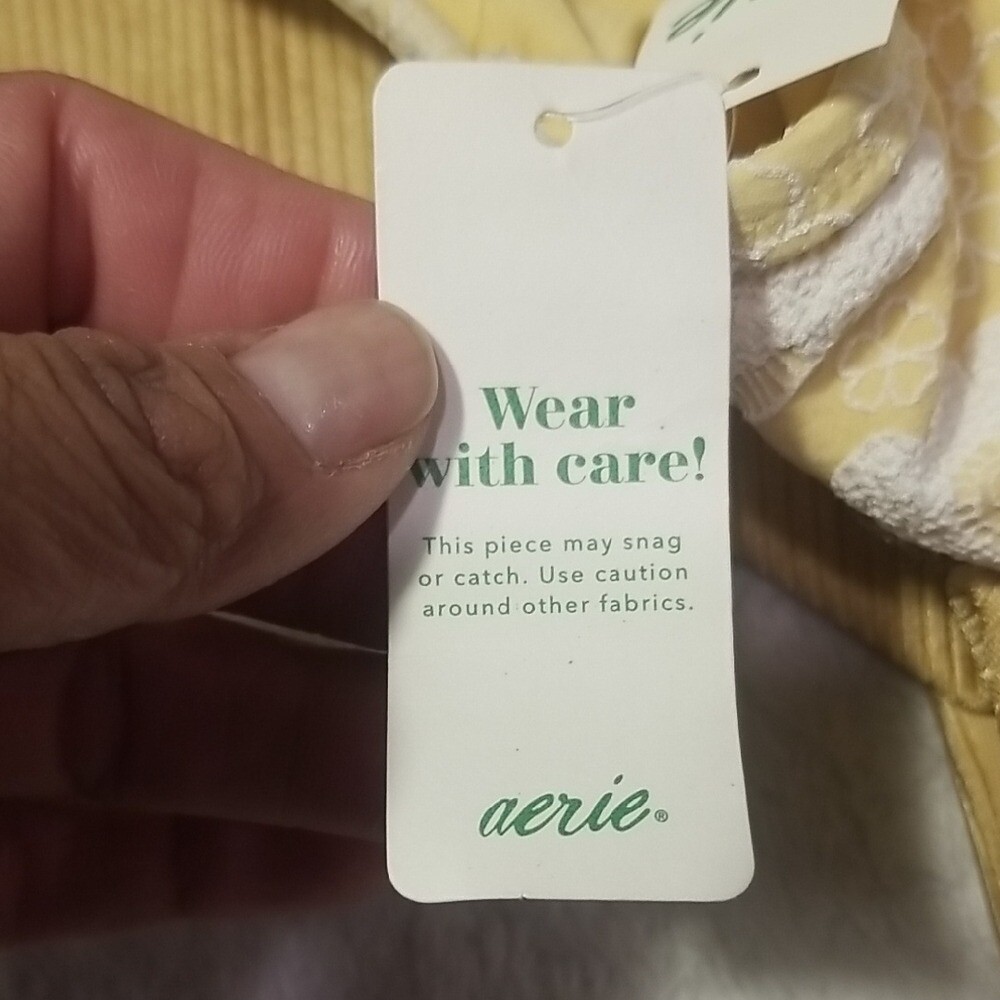 Wear
with care!
This piece may snag
or catch. Use caution
around other fabrics.
aerie®